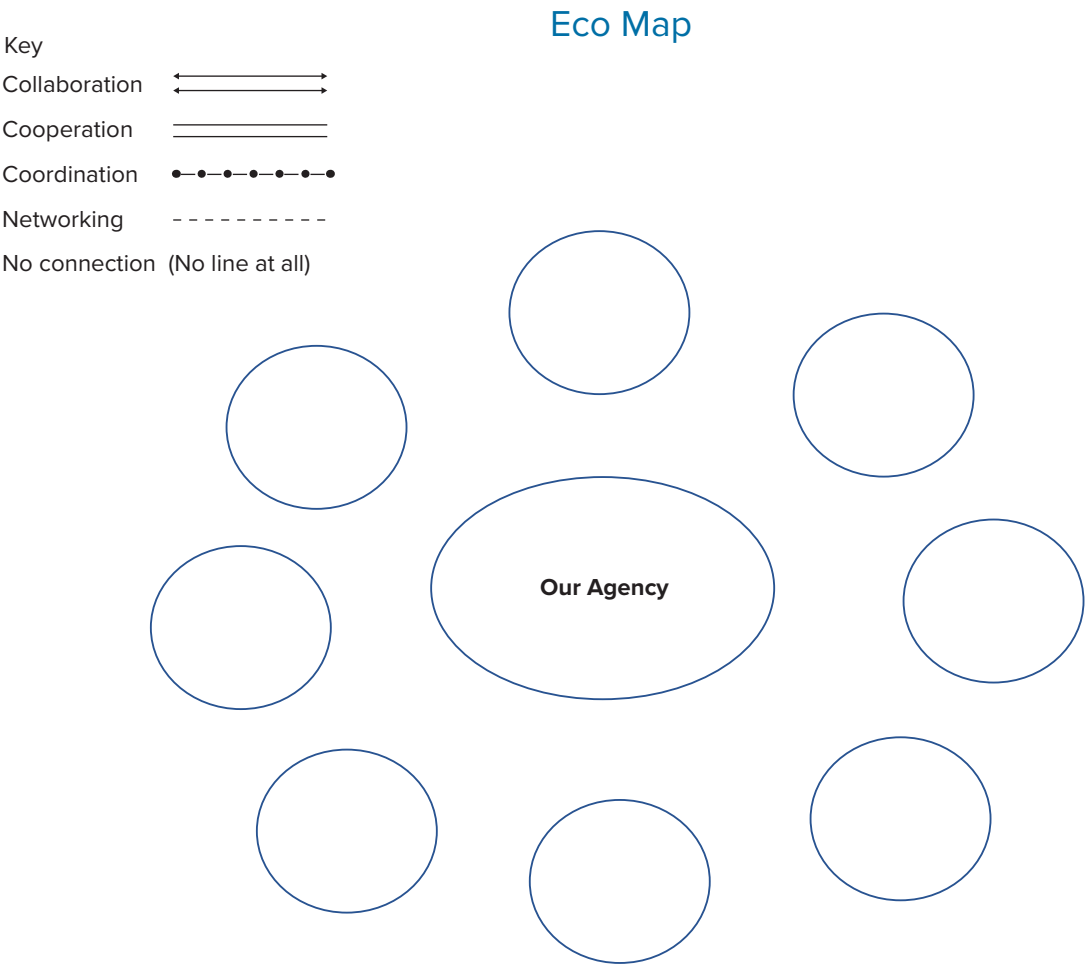 Eco Map
Key
Collaboration
Cooperation
Coordination
Networking
No connection (No line at all)
Our Agency